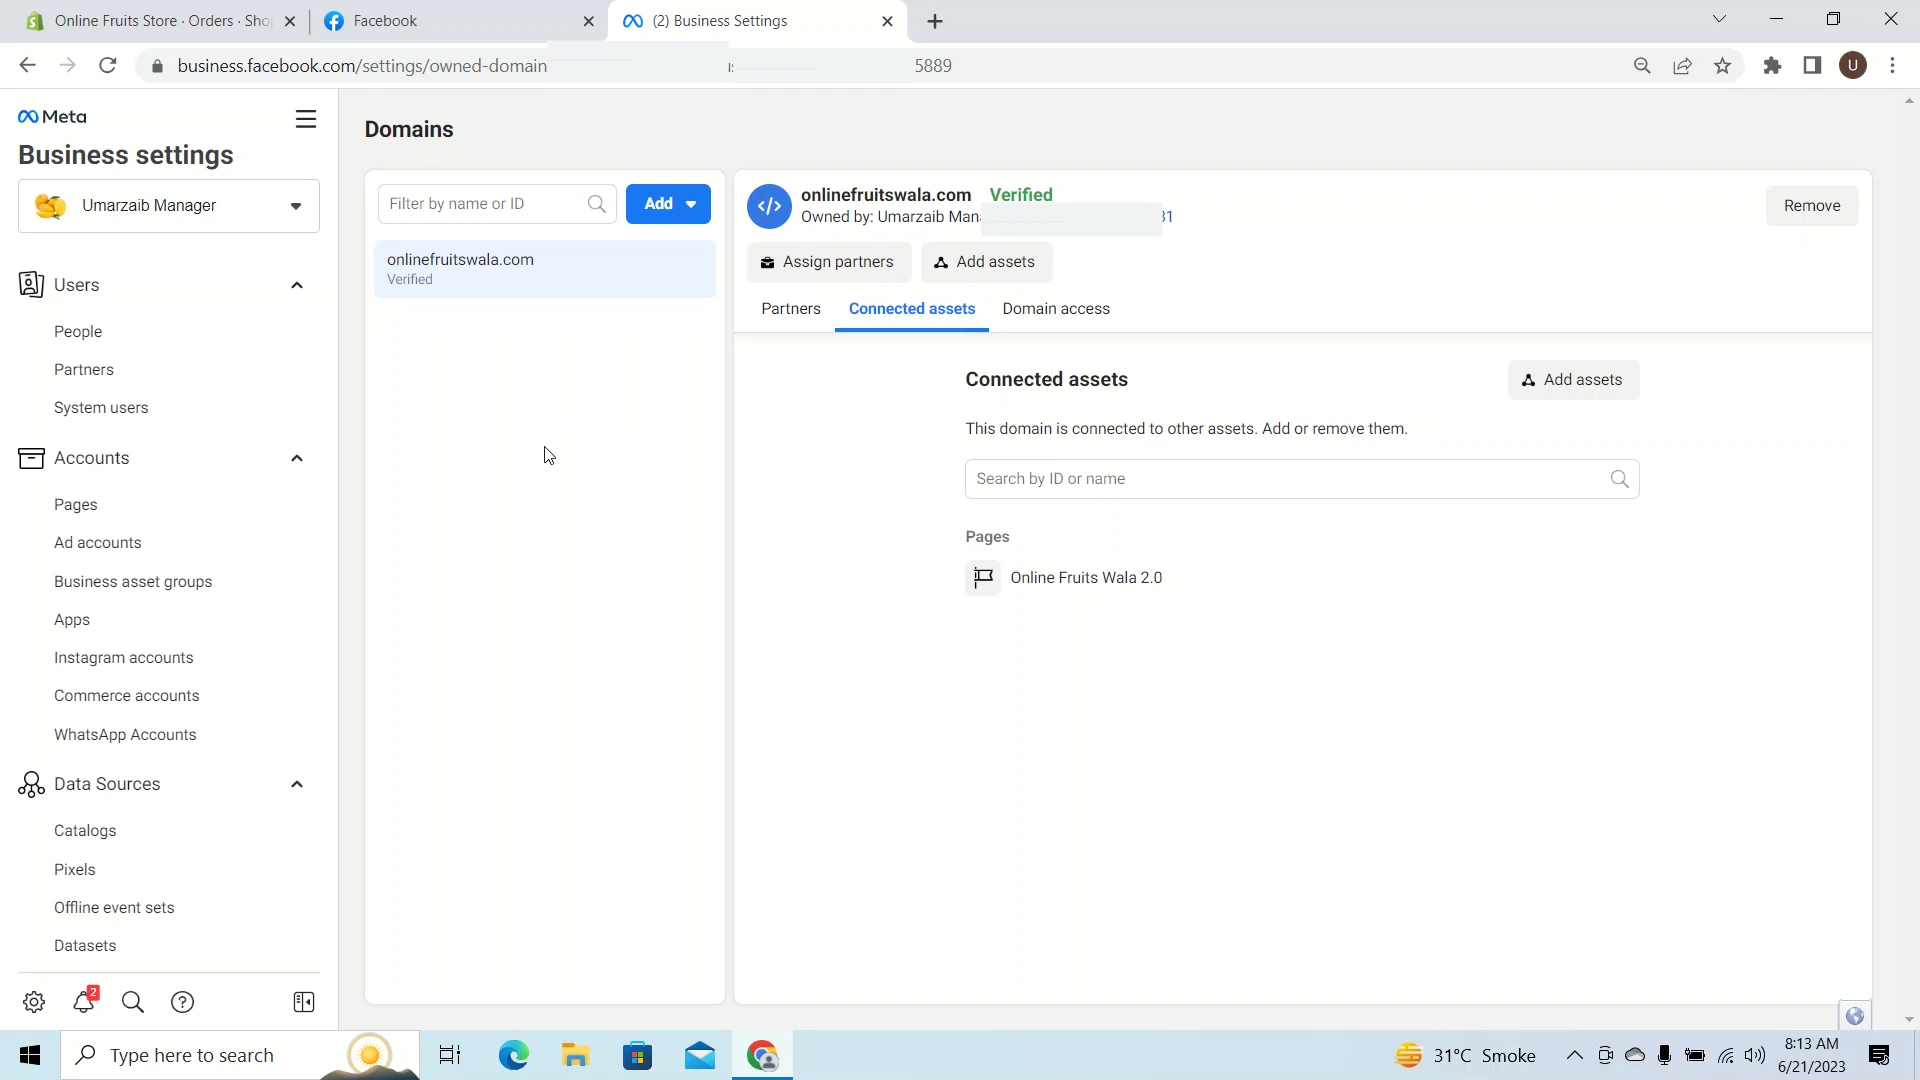 Online Fruits Store · Orders · Sho
Facebook
(2) Business Settings
business.facebook.com/settings/owned-domain
5889
U
Meta
Business settings
Umarzaib Manager
Users
People
Partners
System users
Accounts
Pages
Ad accounts
Business asset groups
Apps
Instagram accounts
Commerce accounts
WhatsApp Accounts
Data Sources
Catalogs
Pixels
Offline event sets
Datasets
2
Domains
Filter by name or ID
Add
onlinefruitswala.com
Verified
onlinefruitswala.com Verified
Owned by: Umarzaib Man 31
Remove
Assign partners
Add assets
Partners
Connected assets
Domain access
Connected assets
Add assets
This domain is connected to other assets. Add or remove them.
Search by ID or name
Pages
Online Fruits Wala 2.0
Type here to search
31°C Smoke
8:13 AM
6/21/2023